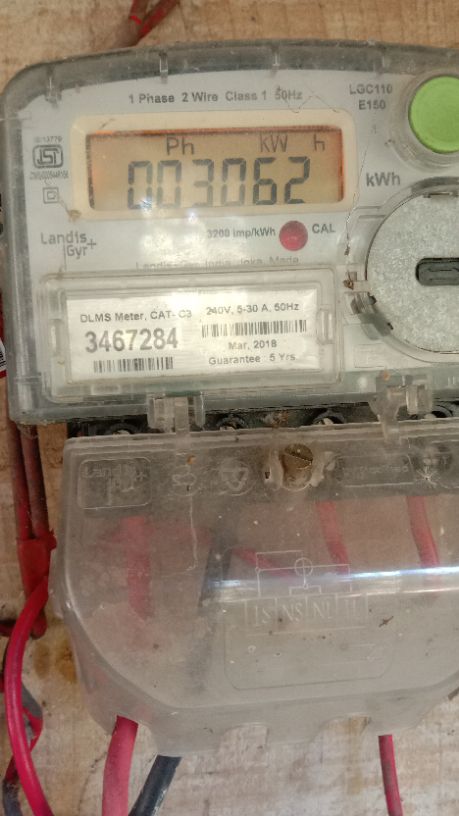 1 Phase 2 Wire Class 1 50Hz
LGC110
E150
Ph kW h
003062
kWh
3200 imp/kWh
CAL
Landis
Gyr+
DLMS Meter, CAT- C3
240V, 5-30 A, 50Hz
3467284
Mar, 2018
Guarantee : 5 Yrs